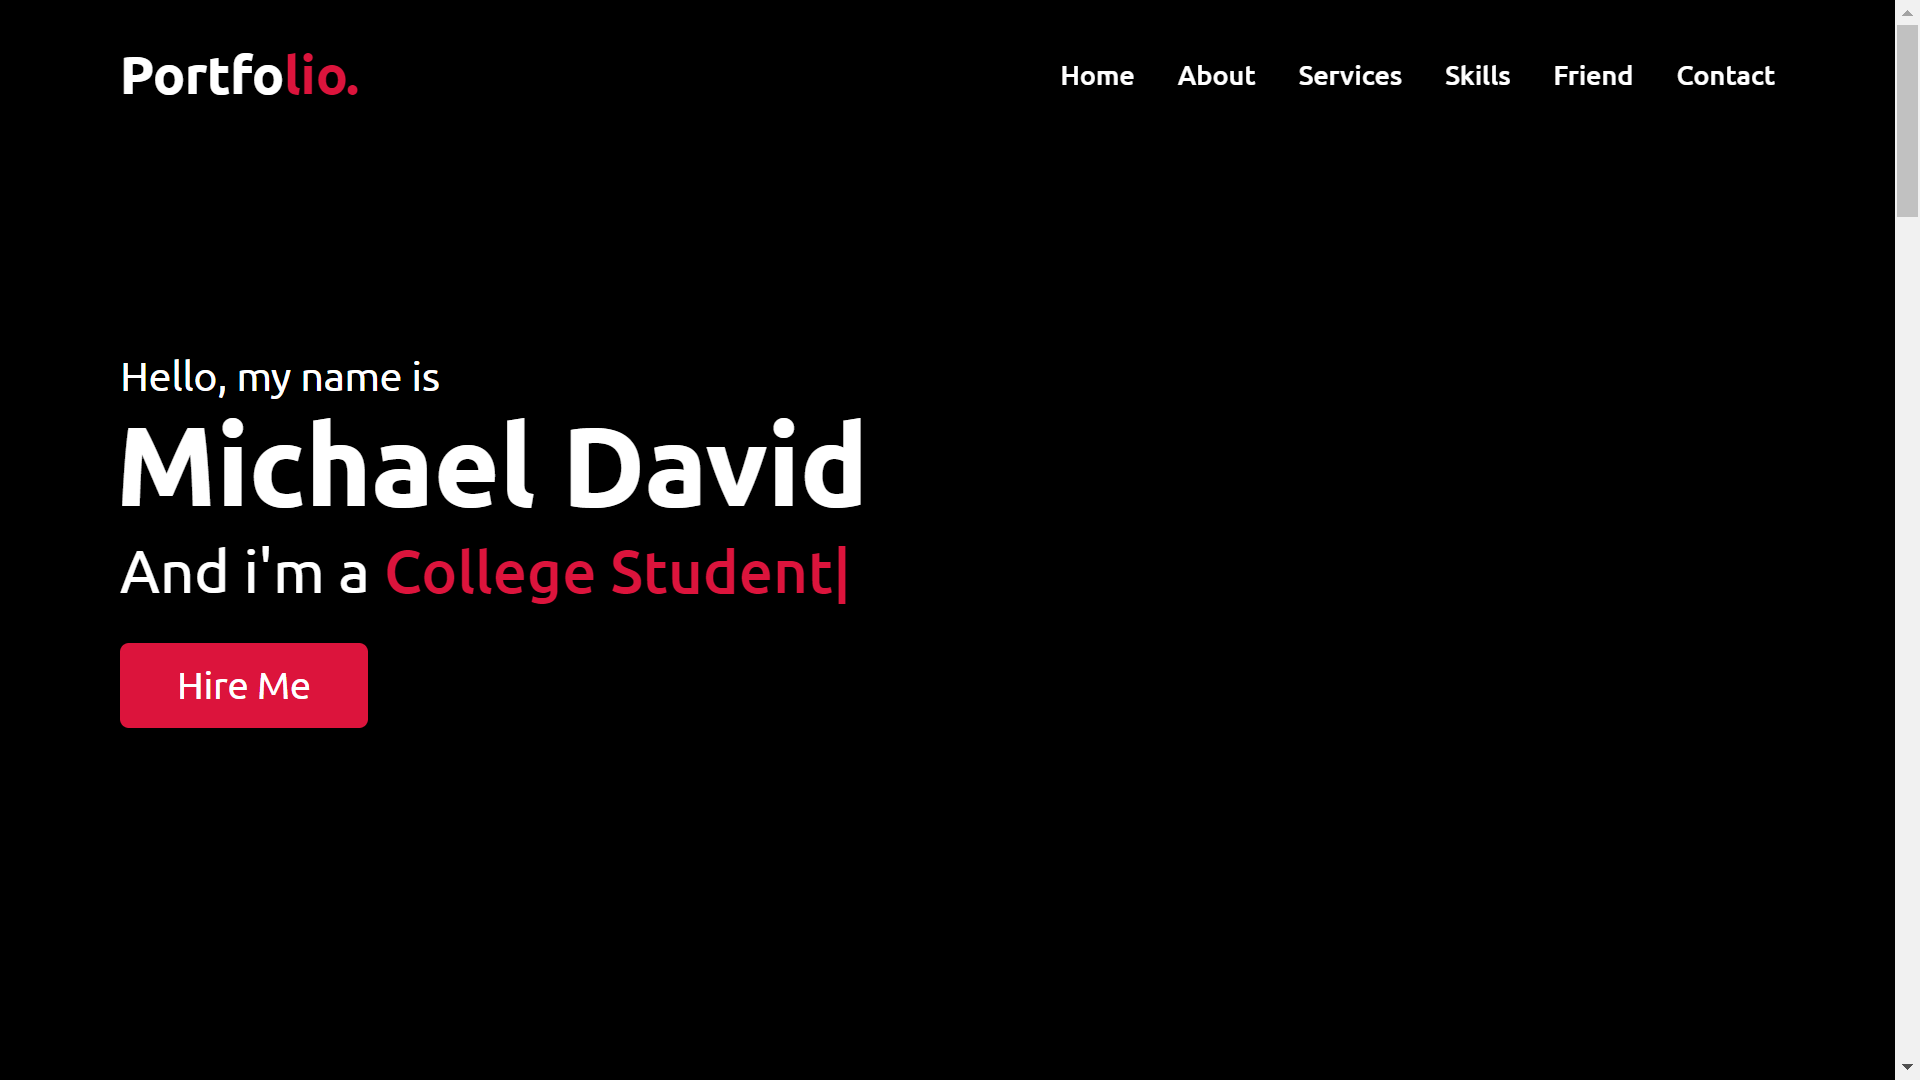 Portfolio.
Home About Services Skills Friend Contact
Hello, my name is
Michael David
And i'm a College Student|
Hire Me